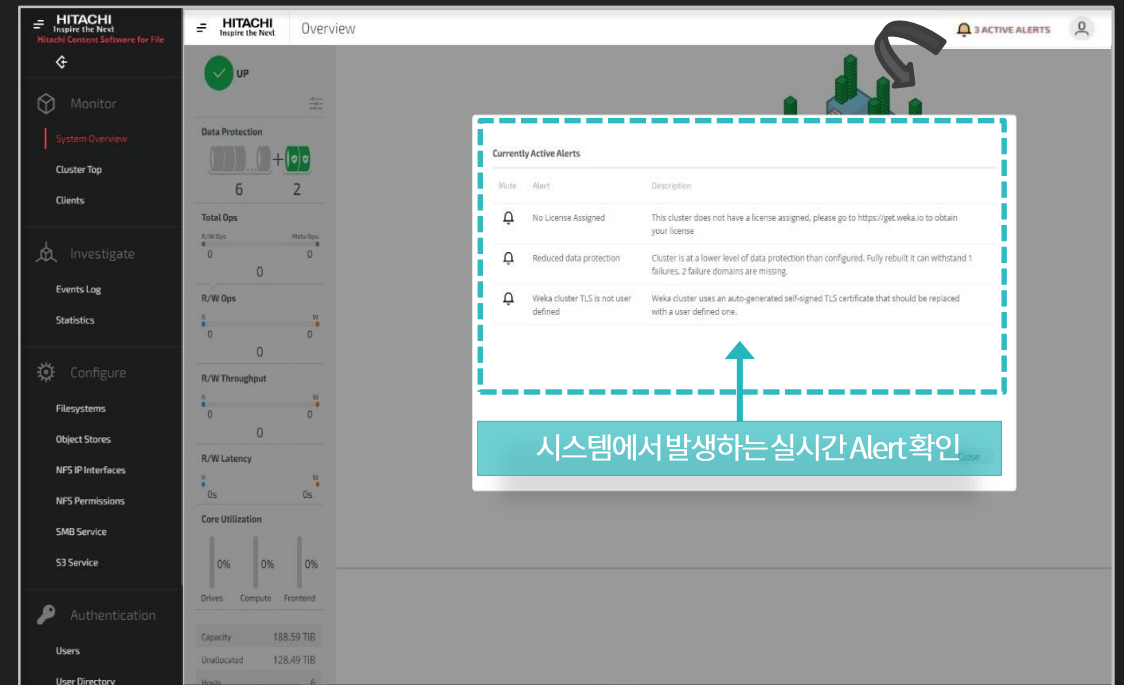 HITACHI
Inspire the Next
Hitachi Content Software for File
Monitor
System Overview
Cluster Top
Clients
Investigate
Events Log
Statistics
Configure
Filesystems
Object Stores
NFS IP Interfaces
NFS Permissions
SMB Service
S3 Service
Authentication
Users
User Directory
HITACHI
Inspire the Next
Overview
3 ACTIVE ALERTS
UP
Data Protection
+
6 2
Total Ops
R/W Ops Meta Ops
0 0
0
R/W Ops
R W
0 0
0
R/W Throughput
R W
0 0
0
R/W Latency
R W
0s 0s
Core Utilization
0% 0% 0%
Drives Compute Frontend
Capacity 188.59 TiB
Unallocated 128.49 TiB
Hosts 6
Currently Active Alerts
Mute Alert Description
No License Assigned This cluster does not have a license assigned, please go to https://get.weka.io to obtain
your license
Reduced data protection Cluster is at a lower level of data protection than configured. Fully rebuilt it can withstand 1
failures, 2 failure domains are missing.
Weka cluster TLS is not user Weka cluster uses an auto-generated self-signed TLS certificate that should be replaced
defined with a user defined one.
시스템에서 발생하는 실시간 Alert 확인
Close